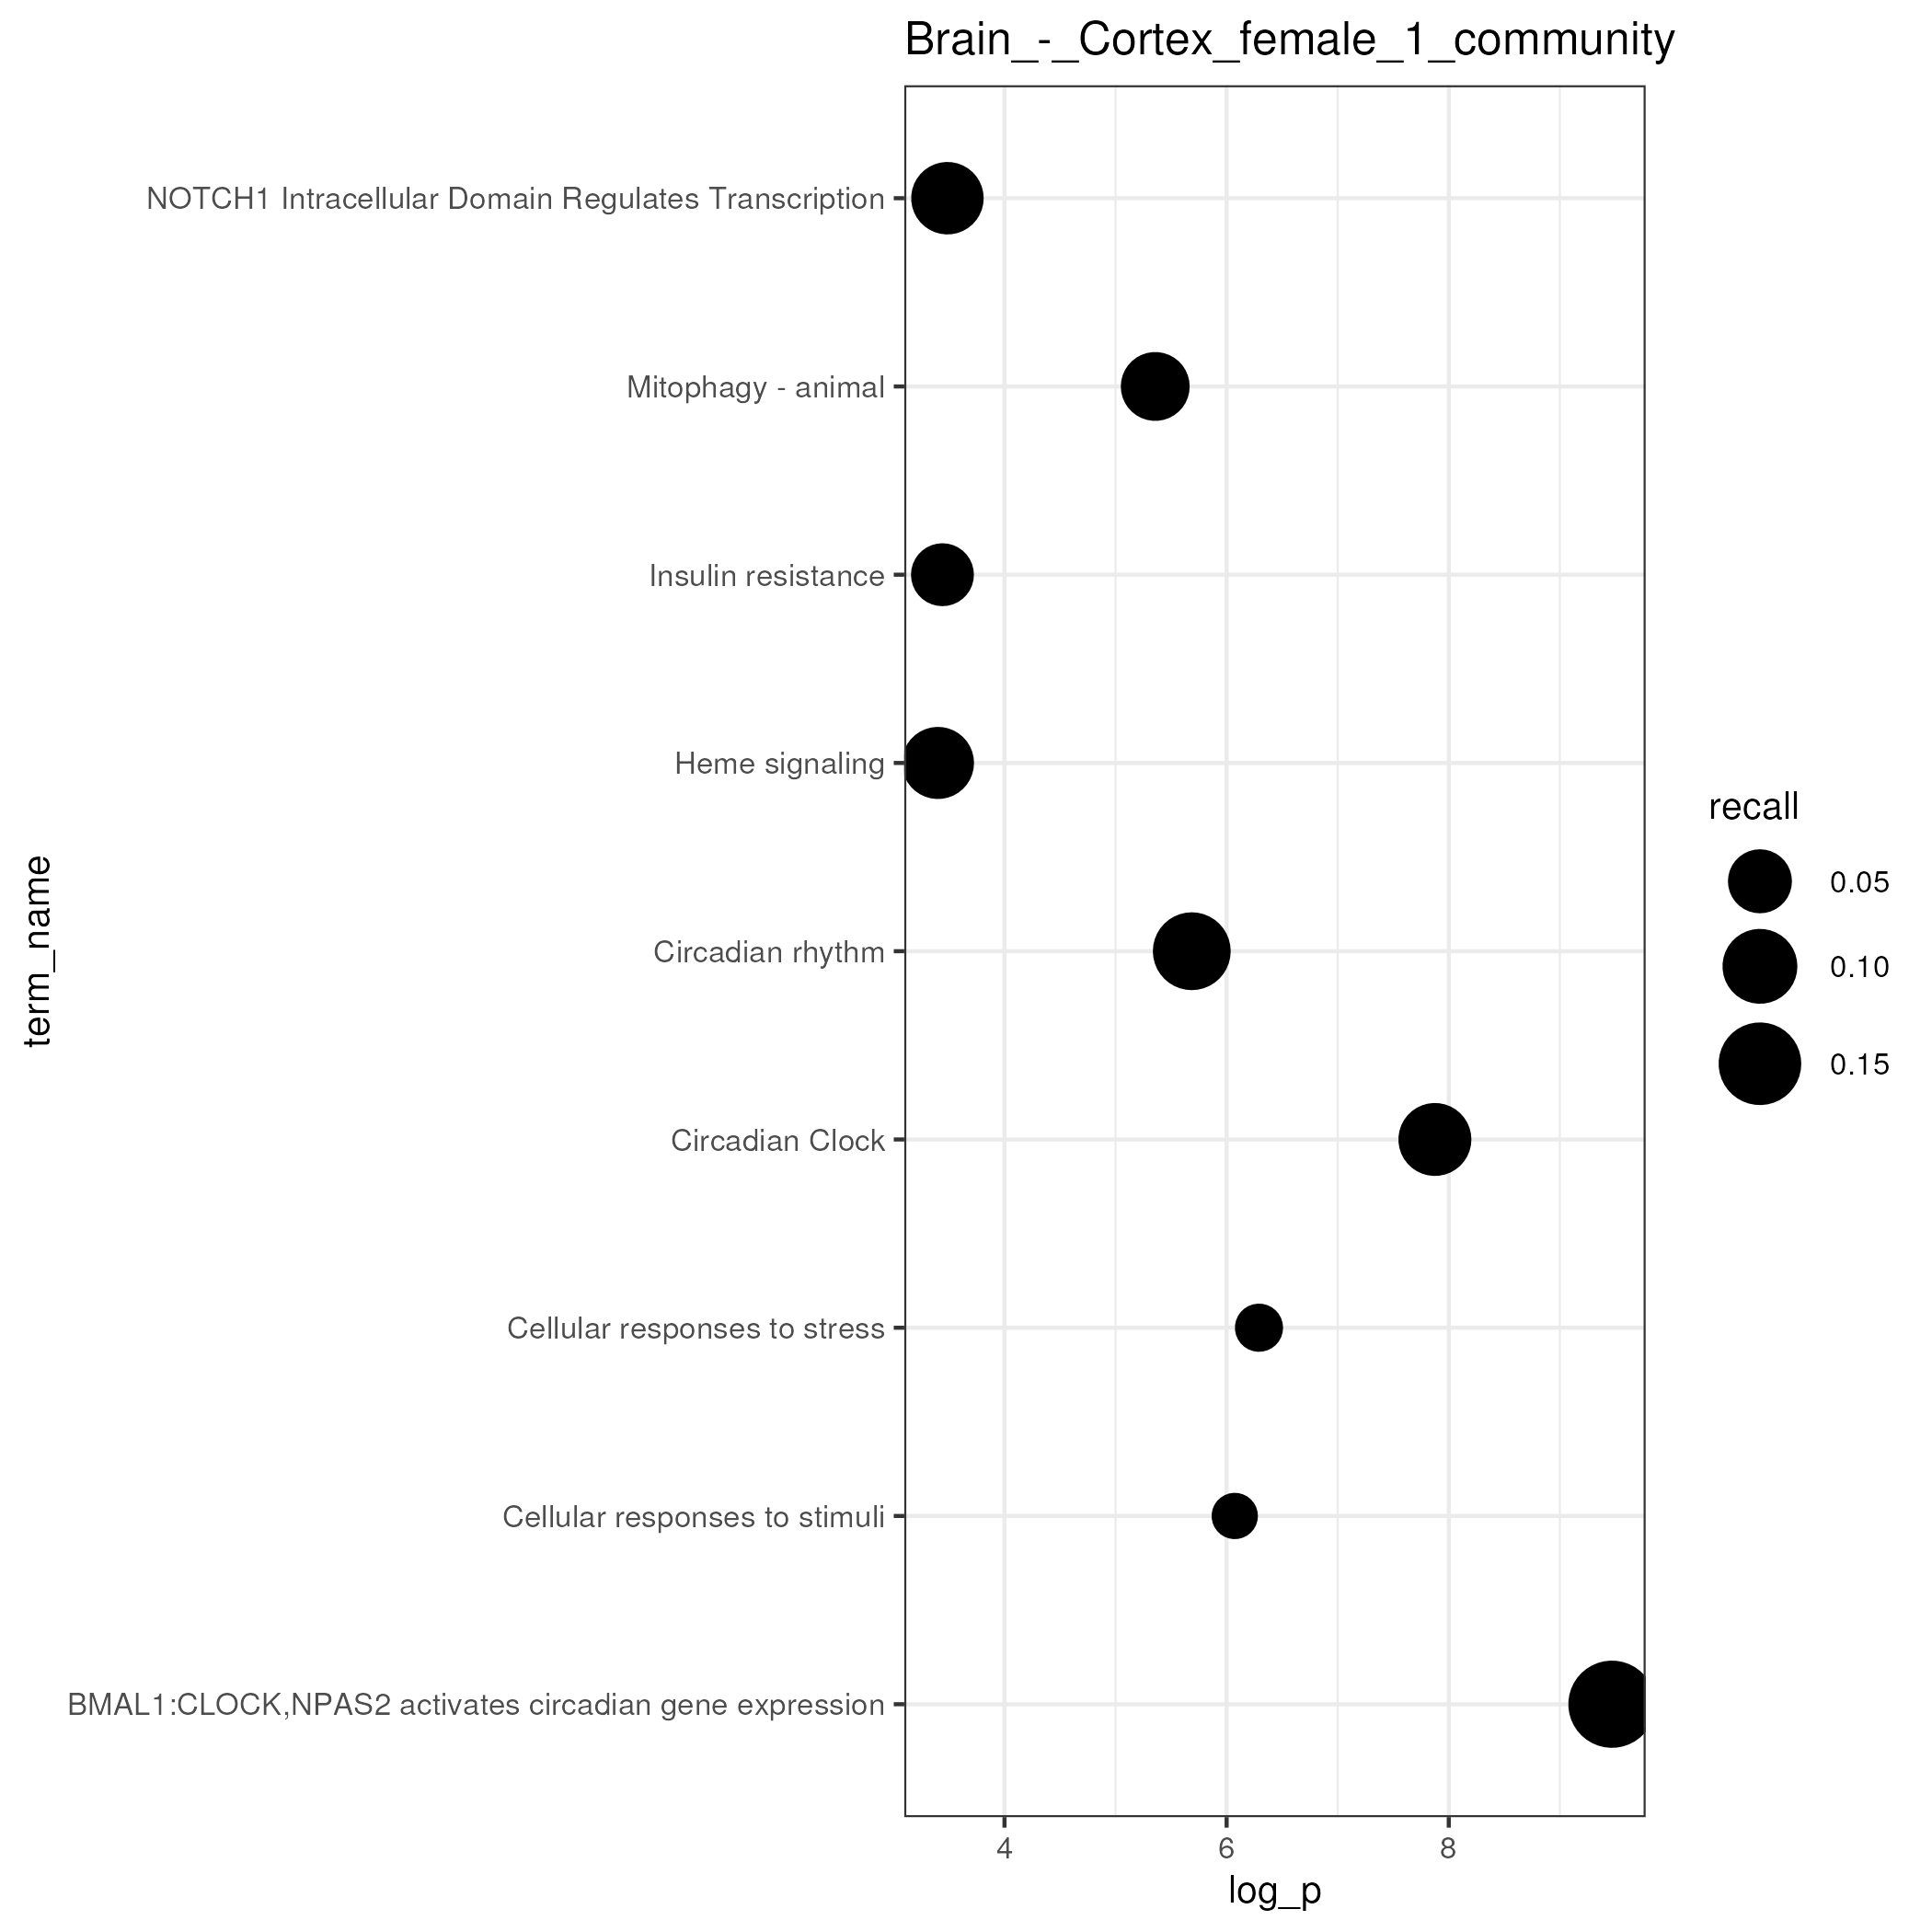 Brain_-_Cortex_female_1_community
NOTCH1 Intracellular Domain Regulates Transcription
Mitophagy - animal
Insulin resistance
Heme signaling
Circadian rhythm
Circadian Clock
Cellular responses to stress
Cellular responses to stimuli
BMAL1:CLOCK,NPAS2 activates circadian gene expression
term_name
4 6 8
log_p
recall
0.05
0.10
0.15